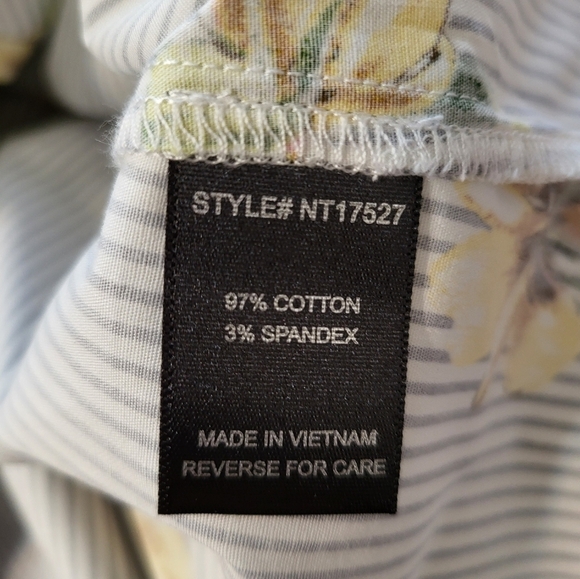 STYLE# NT17527
97% COTTON
3% SPANDEX
MADE IN VIETNAM
REVERSE FOR CARE